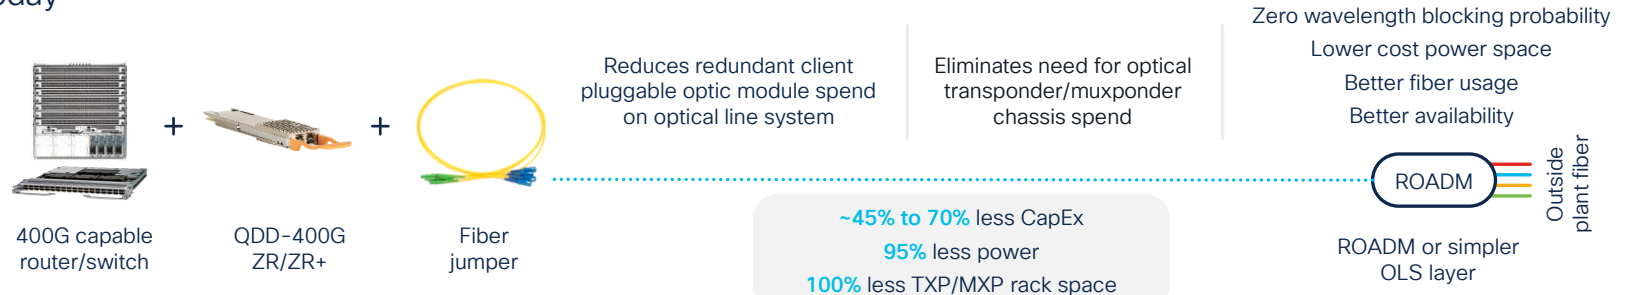 Zero wavelength blocking probability
Lower cost power space
Better fiber usage
Better availability
Reduces redundant client
pluggable optic module spend
on optical line system
Eliminates need for optical
transponder/muxponder
chassis spend
+
+
ROADM
Outside
plant fiber
~45% to 70% less CapEx
95% less power
100% less TXP/MXP rack space
400G capable
router/switch
QDD-400G
ZR/ZR+
Fiber
jumper
ROADM or simpler
OLS layer